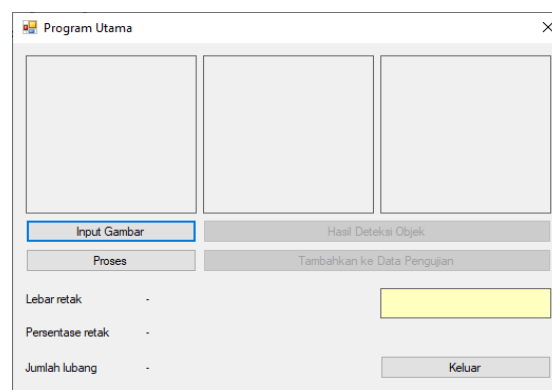 Program Utama
Input Gambar
Hasil Deteksi Objek
Proses
Tambahkan ke Data Pengujian
Lebar retak -
Persentase retak -
Jumlah lubang -
Keluar